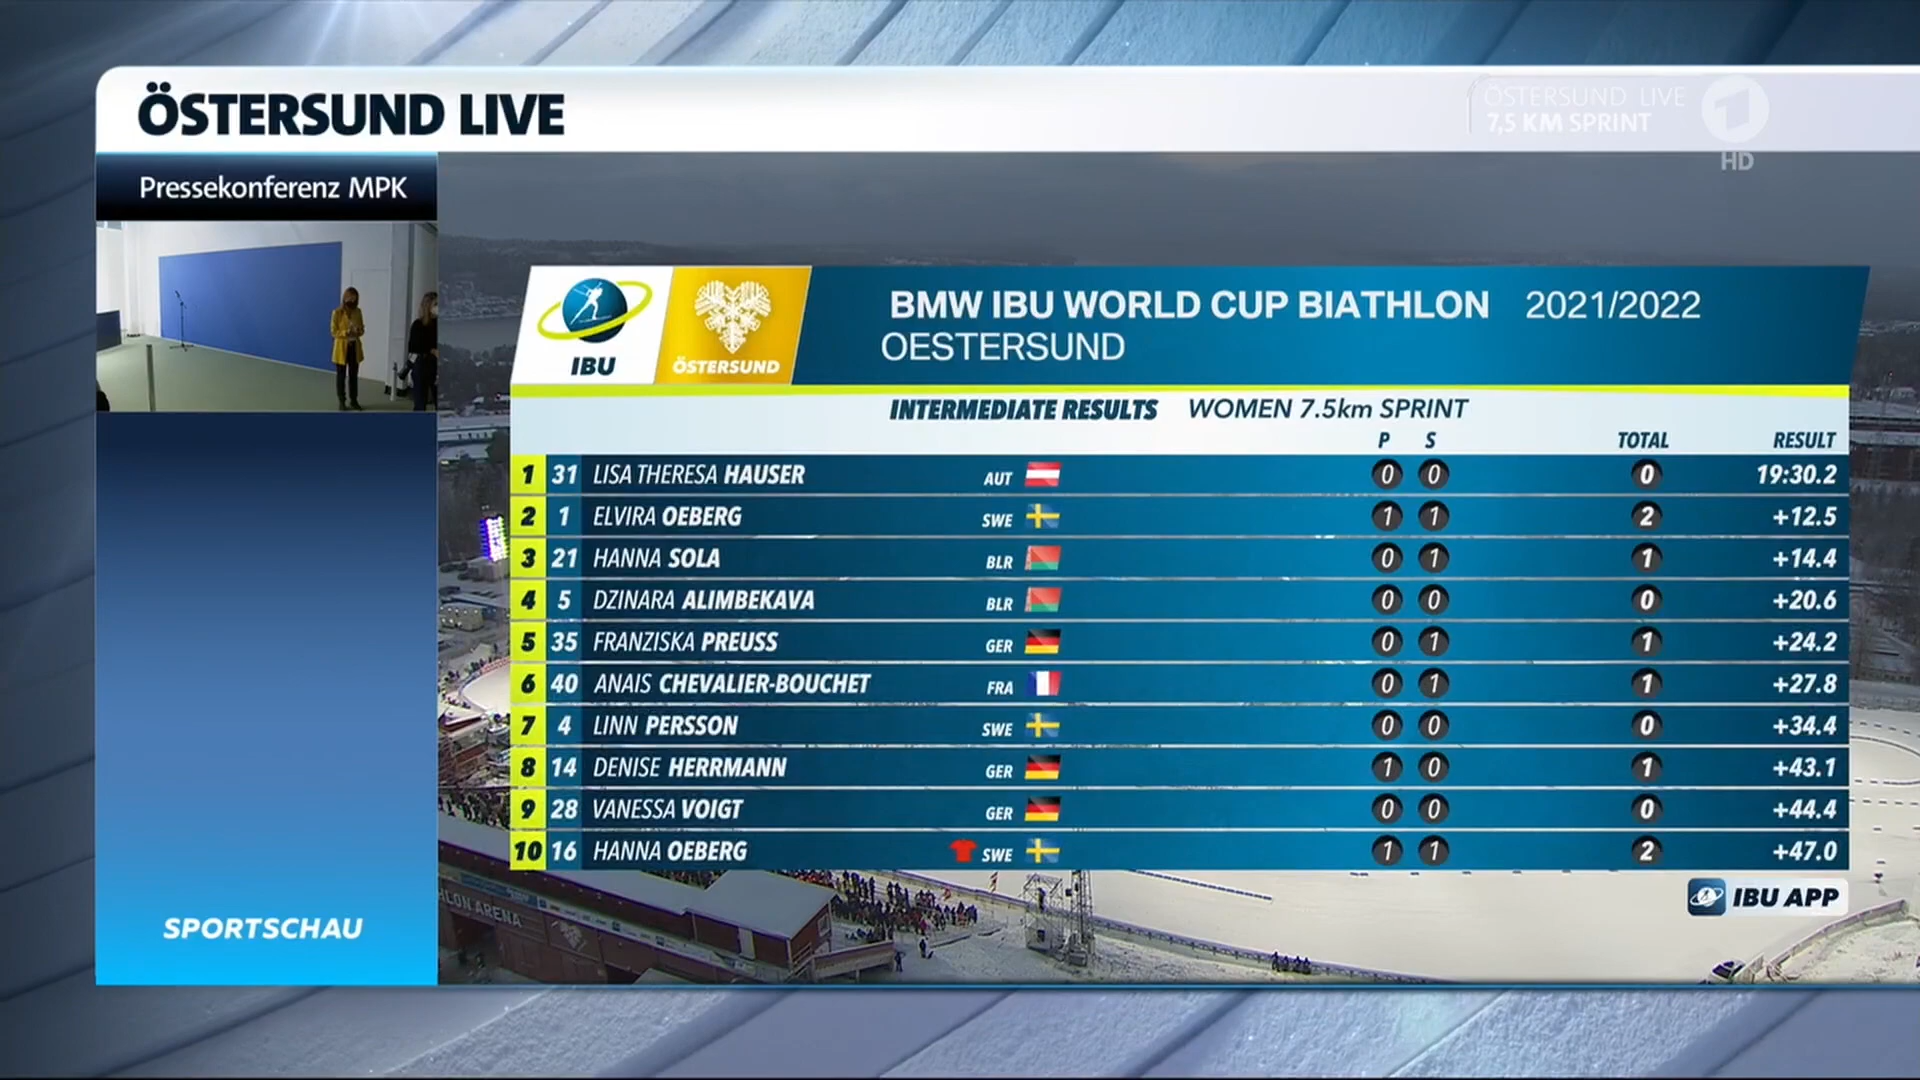 ÖSTERSUND LIVE
ÖSTERSUND LIVE
7,5 KM SPRINT
1
HD
Pressekonferenz MPK
IBU
ÖSTERSUND
BMW IBU WORLD CUP BIATHLON 2021/2022
OESTERSUND
INTERMEDIATE RESULTS WOMEN 7.5km SPRINT
P S TOTAL RESULT
1 31 LISA THERESA HAUSER AUT 0 0 0 19:30.2
2 1 ELVIRA OEBERG SWE 1 1 2 +12.5
3 21 HANNA SOLA BLR 0 1 1 +14.4
4 5 DZINARA ALIMBEKAVA BLR 0 0 0 +20.6
5 35 FRANZISKA PREUSS GER 0 1 1 +24.2
6 40 ANAIS CHEVALIER-BOUCHET FRA 0 1 1 +27.8
7 4 LINN PERSSON SWE 0 0 0 +34.4
8 14 DENISE HERRMANN GER 1 0 1 +43.1
9 28 VANESSA VOIGT GER 0 0 0 +44.4
10 16 HANNA OEBERG SWE 1 1 2 +47.0
IBU APP
ARENA
SPORTSCHAU